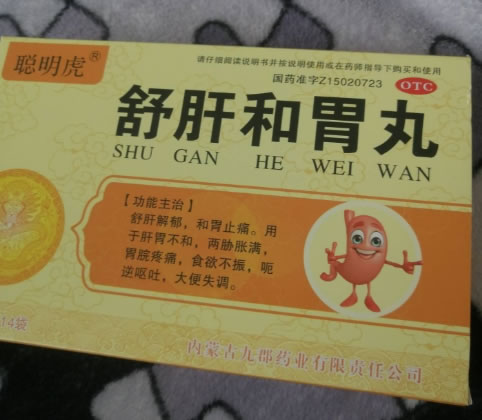 聪明虎®
请仔细阅读说明书并按说明使用或在药师指导下购买和使用
国药准字Z15020723
OTC
舒肝和胃丸
SHU GAN HE WEI WAN
【功能主治】
舒肝解郁，和胃止痛。用
于肝胃不和，两胁胀满，
胃脘疼痛，食欲不振，呃
逆呕吐，大便失调。
14袋
内蒙古九郡药业有限责任公司